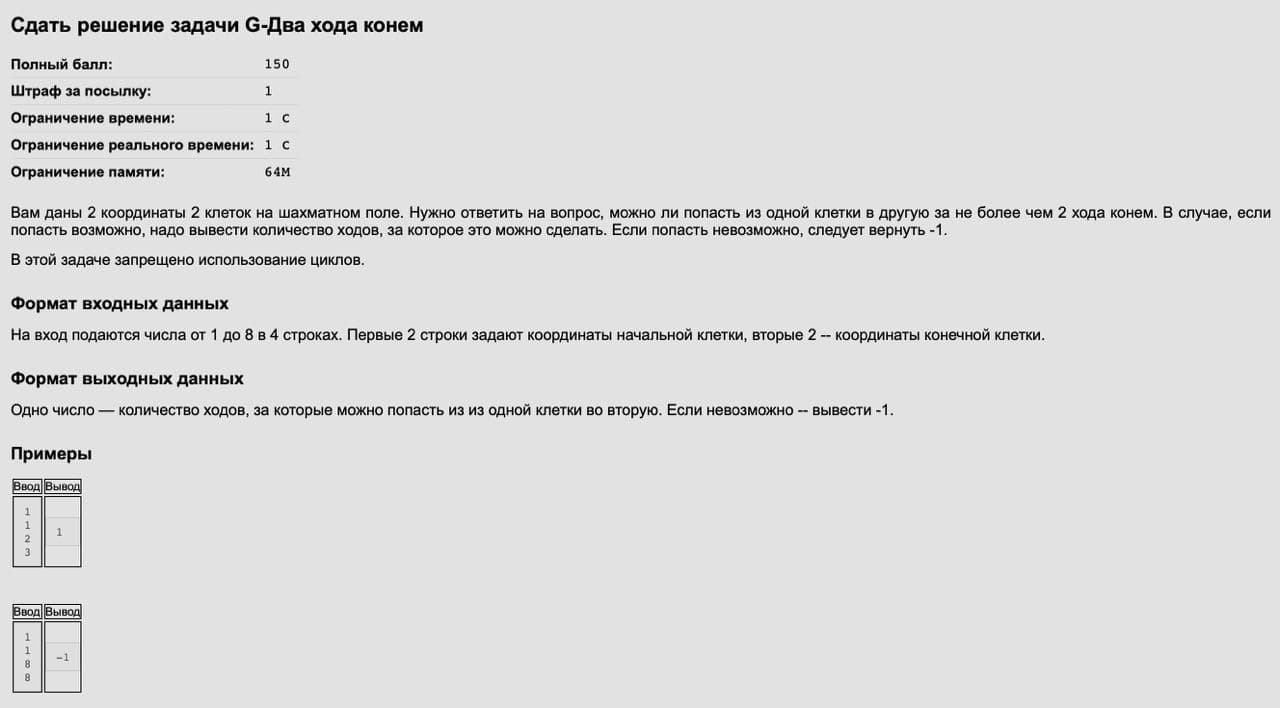 Сдать решение задачи G-Два хода конем
Полный балл: 150
Штраф за посылку: 1
Ограничение времени: 1 с
Ограничение реального времени: 1 с
Ограничение памяти: 64M
Вам даны 2 координаты 2 клеток на шахматном поле. Нужно ответить на вопрос, можно ли попасть из одной клетки в другую за не более чем 2 хода конем. В случае, если
попасть возможно, надо вывести количество ходов, за которое это можно сделать. Если попасть невозможно, следует вернуть -1.
В этой задаче запрещено использование циклов.
Формат входных данных
На вход подаются числа от 1 до 8 в 4 строках. Первые 2 строки задают координаты начальной клетки, вторые 2 -- координаты конечной клетки.
Формат выходных данных
Одно число — количество ходов, за которые можно попасть из из одной клетки во вторую. Если невозможно -- вывести -1.
Примеры
Ввод Вывод
1
1
2
3
1
Ввод Вывод
1
1
8
8
-1